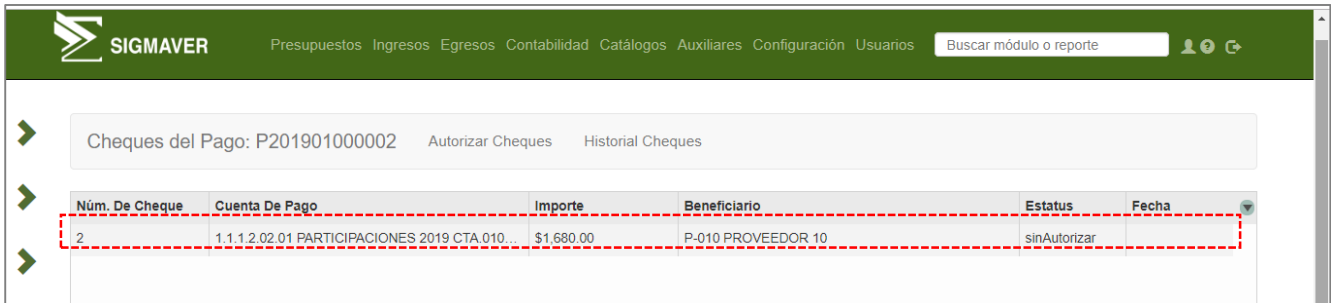 SIGMAVER
Presupuestos Ingresos Egresos Contabilidad Catálogos Auxiliares Configuración Usuarios Buscar módulo o reporte
Cheques del Pago: P201901000002 Autorizar Cheques Historial Cheques
Núm. De Cheque Cuenta De Pago Importe Beneficiario Estatus Fecha
2 1.1.1.2.02.01 PARTICIPACIONES 2019 CTA.010... $1,680.00 P-010 PROVEEDOR 10 sinAutorizar